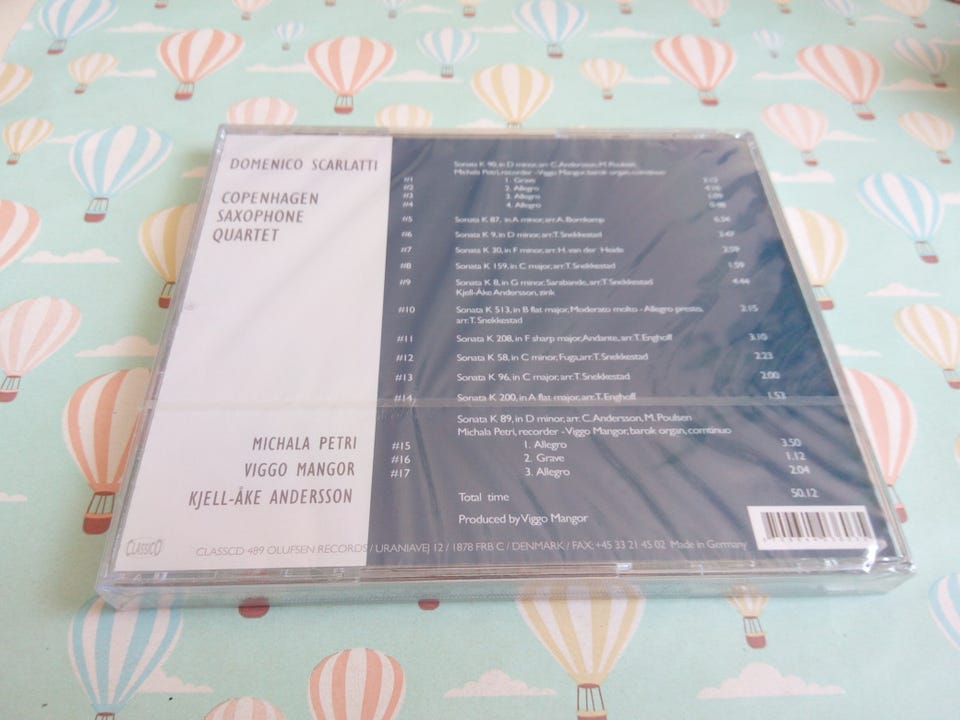 DOMENICO SCARLATTI
COPENHAGEN
SAXOPHONE
QUARTET
MICHALA PETRI
VIGGO MANGOR
KJELL-ÅKE ANDERSSON
CLASSICO
Sonata K 90, in D minor, arr. C. Andersson, M. Poulsen
Michala Petri, recorder - Viggo Mangor, barok organ, continuo
#1 1. Grave
#2 2. Allegro
#3 3. Allegro
#4 4. Allegro
#5 Sonata K 87, in A minor, arr. A. Bornkamp
#6 Sonata K 9, in D minor, arr. T. Snekkestad
#7 Sonata K 30, in F minor, arr. H. van der Heide 2:59
#8 Sonata K 159, in C major, arr. T. Snekkestad 1:59
#9 Sonata K 8, in G minor, Sarabande, arr. T. Snekkestad 4:44
Kjell-Åke Andersson, zink
#10 Sonata K 513, in B flat major, Moderato molto - Allegro presto, 2:15
arr. T. Snekkestad
#11 Sonata K 208, in F sharp major, Andante, arr. T. Enghoff 3.10
#12 Sonata K 58, in C minor, Fuga, arr. T. Snekkestad 2:23
#13 Sonata K 96, in C major, arr. T. Snekkestad 2:00
#14 Sonata K 200, in A flat major, arr. T. Enghoff 1.53
Sonata K 89, in D minor, arr. C. Andersson, M. Poulsen
Michala Petri, recorder - Viggo Mangor, barok organ, comtinuo
#15 1. Allegro 3.50
#16 2. Grave 1.12
#17 3. Allegro 2:04
Total time 50.12
Produced by Viggo Mangor
CLASSCD 489 OLUFSEN RECORDS / URANIAVEJ 12 / 1878 FRB C / DENMARK / FAX: +45 33 21 45 02 Made in Germany